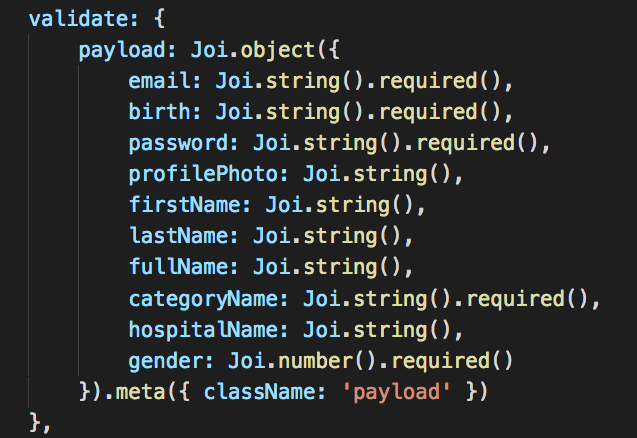 validate: {
payload: Joi.object({
email: Joi.string().required(),
birth: Joi.string().required(),
password: Joi.string().required(),
profilePhoto: Joi.string(),
firstName: Joi.string(),
lastName: Joi.string(),
fullName: Joi.string(),
categoryName: Joi.string().required(),
hospitalName: Joi.string(),
gender: Joi.number().required()
}).meta({ className: 'payload' })
},